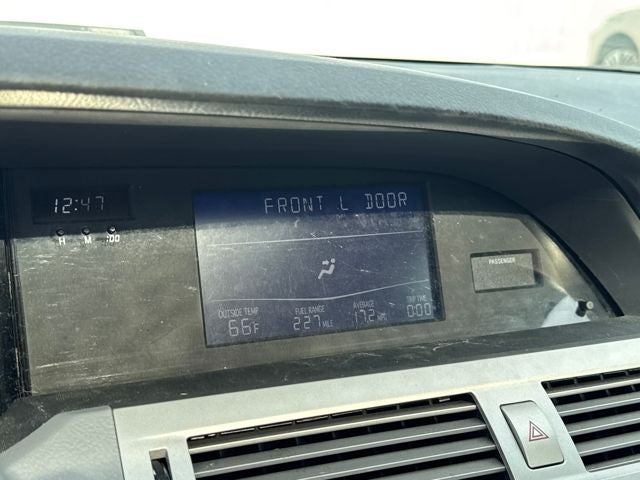 12:47
H M :00
FRONT L DOOR
PASSENGER
OUTSIDE TEMP FUEL RANGE AVERAGE TRIP TIME
66 F 227 MILE 17.2 MPG 0:00